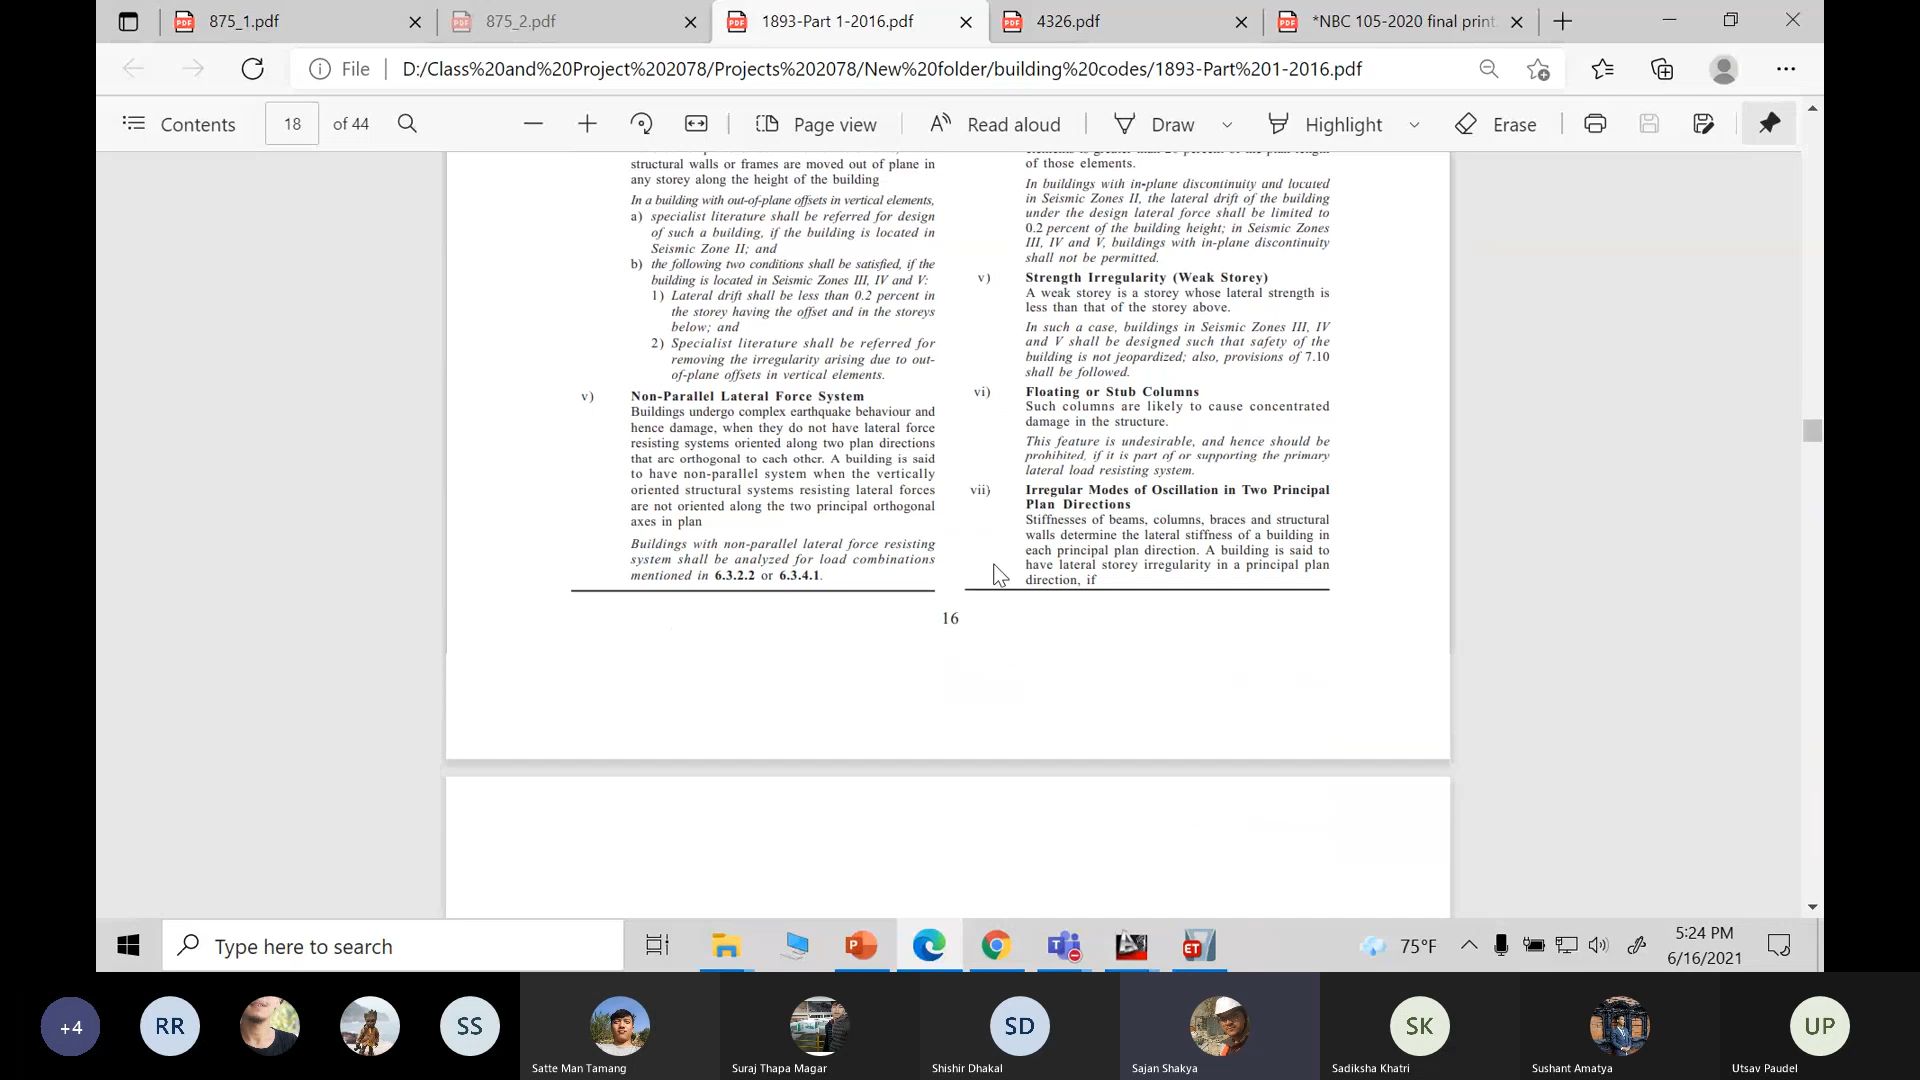 875_1.pdf
875_2.pdf
1893-Part 1-2016.pdf
4326.pdf
*NBC 105-2020 final print
File
D:/Class%20and%20Project%202078/Projects%202078/New%20folder/building%20codes/1893-Part%201-2016.pdf
Contents
18 of 44
Page view
Read aloud
Draw
Highlight
Erase
structural walls or frames are moved out of plane in
any storey along the height of the building
In a building with out-of-plane offsets in vertical elements,
a) specialist literature shall be referred for design
of such a building, if the building is located in
Seismic Zone II; and
b) the following two conditions shall be satisfied, if the
building is located in Seismic Zones III, IV and V:
1) Lateral drift shall be less than 0.2 percent in
the storey having the offset and in the storeys
below; and
2) Specialist literature shall be referred for
removing the irregularity arising due to out-
of-plane offsets in vertical elements.
v) Non-Parallel Lateral Force System
Buildings undergo complex earthquake behaviour and
hence damage, when they do not have lateral force
resisting systems oriented along two plan directions
that are orthogonal to each other. A building is said
to have non-parallel system when the vertically
oriented structural systems resisting lateral forces
are not oriented along the two principal orthogonal
axes in plan
Buildings with non-parallel lateral force resisting
system shall be analyzed for load combinations
mentioned in 6.3.2.2 or 6.3.4.1.
of those elements.
In buildings with in-plane discontinuity and located
in Seismic Zones II, the lateral drift of the building
under the design lateral force shall be limited to
0.2 percent of the building height; in Seismic Zones
III, IV and V, buildings with in-plane discontinuity
shall not be permitted.
v) Strength Irregularity (Weak Storey)
A weak storey is a storey whose lateral strength is
less than that of the storey above.
In such a case, buildings in Seismic Zones III, IV
and V shall be designed such that safety of the
building is not jeopardized; also, provisions of 7.10
shall be followed.
vi) Floating or Stub Columns
Such columns are likely to cause concentrated
damage in the structure.
This feature is undesirable, and hence should be
prohibited, if it is part of or supporting the primary
lateral load resisting system.
vii) Irregular Modes of Oscillation in Two Principal
Plan Directions
Stiffnesses of beams, columns, braces and structural
walls determine the lateral stiffness of a building in
each principal plan direction. A building is said to
have lateral storey irregularity in a principal plan
direction, if
16
Type here to search
75°F
5:24 PM
6/16/2021
+4
RR
SS
SD
SK
UP
Satte Man Tamang
Suraj Thapa Magar
Shishir Dhakal
Sajan Shakya
Sadiksha Khatri
Sushant Amatya
Utsav Paudel